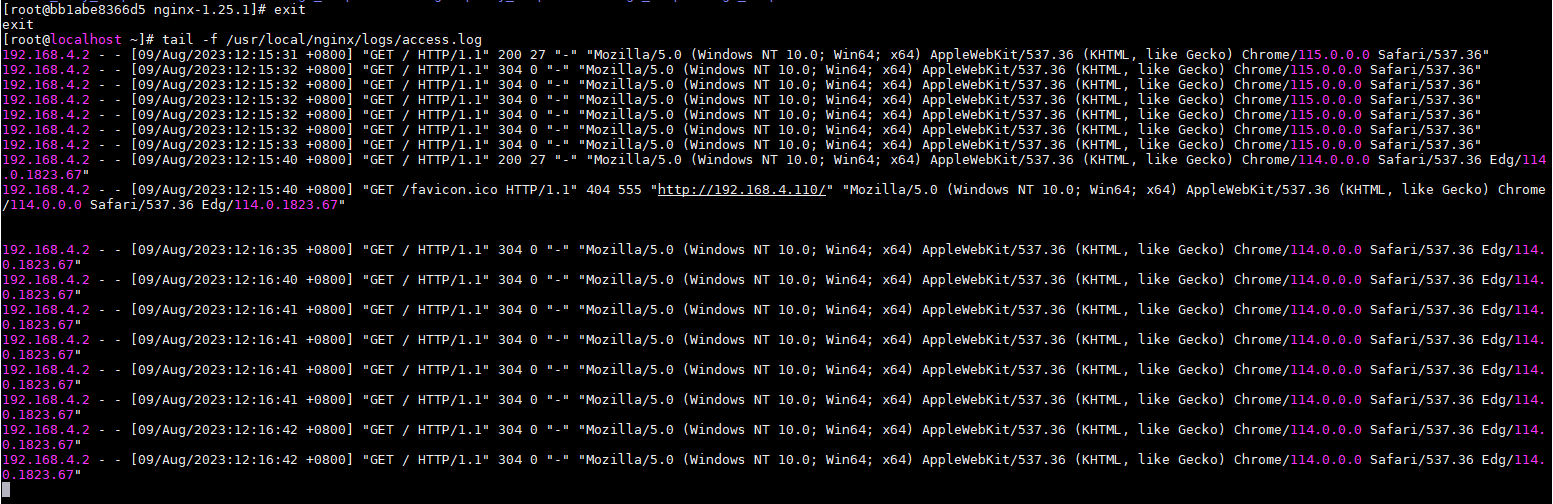 [root@bb1abe8366d5 nginx-1.25.1]# exit
exit
[root@localhost ~]# tail -f /usr/local/nginx/logs/access.log
192.168.4.2 - - [09/Aug/2023:12:15:31 +0800] "GET / HTTP/1.1" 200 27 "-" "Mozilla/5.0 (Windows NT 10.0; Win64; x64) AppleWebKit/537.36 (KHTML, like Gecko) Chrome/115.0.0.0 Safari/537.36"
192.168.4.2 - - [09/Aug/2023:12:15:32 +0800] "GET / HTTP/1.1" 304 0 "-" "Mozilla/5.0 (Windows NT 10.0; Win64; x64) AppleWebKit/537.36 (KHTML, like Gecko) Chrome/115.0.0.0 Safari/537.36"
192.168.4.2 - - [09/Aug/2023:12:15:32 +0800] "GET / HTTP/1.1" 304 0 "-" "Mozilla/5.0 (Windows NT 10.0; Win64; x64) AppleWebKit/537.36 (KHTML, like Gecko) Chrome/115.0.0.0 Safari/537.36"
192.168.4.2 - - [09/Aug/2023:12:15:32 +0800] "GET / HTTP/1.1" 304 0 "-" "Mozilla/5.0 (Windows NT 10.0; Win64; x64) AppleWebKit/537.36 (KHTML, like Gecko) Chrome/115.0.0.0 Safari/537.36"
192.168.4.2 - - [09/Aug/2023:12:15:32 +0800] "GET / HTTP/1.1" 304 0 "-" "Mozilla/5.0 (Windows NT 10.0; Win64; x64) AppleWebKit/537.36 (KHTML, like Gecko) Chrome/115.0.0.0 Safari/537.36"
192.168.4.2 - - [09/Aug/2023:12:15:32 +0800] "GET / HTTP/1.1" 304 0 "-" "Mozilla/5.0 (Windows NT 10.0; Win64; x64) AppleWebKit/537.36 (KHTML, like Gecko) Chrome/115.0.0.0 Safari/537.36"
192.168.4.2 - - [09/Aug/2023:12:15:33 +0800] "GET / HTTP/1.1" 304 0 "-" "Mozilla/5.0 (Windows NT 10.0; Win64; x64) AppleWebKit/537.36 (KHTML, like Gecko) Chrome/115.0.0.0 Safari/537.36"
192.168.4.2 - - [09/Aug/2023:12:15:40 +0800] "GET / HTTP/1.1" 200 27 "-" "Mozilla/5.0 (Windows NT 10.0; Win64; x64) AppleWebKit/537.36 (KHTML, like Gecko) Chrome/114.0.0.0 Safari/537.36 Edg/114
.0.1823.67"
192.168.4.2 - - [09/Aug/2023:12:15:40 +0800] "GET /favicon.ico HTTP/1.1" 404 555 "http://192.168.4.110/" "Mozilla/5.0 (Windows NT 10.0; Win64; x64) AppleWebKit/537.36 (KHTML, like Gecko) Chrome
/114.0.0.0 Safari/537.36 Edg/114.0.1823.67"
192.168.4.2 - - [09/Aug/2023:12:16:35 +0800] "GET / HTTP/1.1" 304 0 "-" "Mozilla/5.0 (Windows NT 10.0; Win64; x64) AppleWebKit/537.36 (KHTML, like Gecko) Chrome/114.0.0.0 Safari/537.36 Edg/114.
0.1823.67"
192.168.4.2 - - [09/Aug/2023:12:16:40 +0800] "GET / HTTP/1.1" 304 0 "-" "Mozilla/5.0 (Windows NT 10.0; Win64; x64) AppleWebKit/537.36 (KHTML, like Gecko) Chrome/114.0.0.0 Safari/537.36 Edg/114.
0.1823.67"
192.168.4.2 - - [09/Aug/2023:12:16:41 +0800] "GET / HTTP/1.1" 304 0 "-" "Mozilla/5.0 (Windows NT 10.0; Win64; x64) AppleWebKit/537.36 (KHTML, like Gecko) Chrome/114.0.0.0 Safari/537.36 Edg/114.
0.1823.67"
192.168.4.2 - - [09/Aug/2023:12:16:41 +0800] "GET / HTTP/1.1" 304 0 "-" "Mozilla/5.0 (Windows NT 10.0; Win64; x64) AppleWebKit/537.36 (KHTML, like Gecko) Chrome/114.0.0.0 Safari/537.36 Edg/114.
0.1823.67"
192.168.4.2 - - [09/Aug/2023:12:16:41 +0800] "GET / HTTP/1.1" 304 0 "-" "Mozilla/5.0 (Windows NT 10.0; Win64; x64) AppleWebKit/537.36 (KHTML, like Gecko) Chrome/114.0.0.0 Safari/537.36 Edg/114.
0.1823.67"
192.168.4.2 - - [09/Aug/2023:12:16:41 +0800] "GET / HTTP/1.1" 304 0 "-" "Mozilla/5.0 (Windows NT 10.0; Win64; x64) AppleWebKit/537.36 (KHTML, like Gecko) Chrome/114.0.0.0 Safari/537.36 Edg/114.
0.1823.67"
192.168.4.2 - - [09/Aug/2023:12:16:42 +0800] "GET / HTTP/1.1" 304 0 "-" "Mozilla/5.0 (Windows NT 10.0; Win64; x64) AppleWebKit/537.36 (KHTML, like Gecko) Chrome/114.0.0.0 Safari/537.36 Edg/114.
0.1823.67"
192.168.4.2 - - [09/Aug/2023:12:16:42 +0800] "GET / HTTP/1.1" 304 0 "-" "Mozilla/5.0 (Windows NT 10.0; Win64; x64) AppleWebKit/537.36 (KHTML, like Gecko) Chrome/114.0.0.0 Safari/537.36 Edg/114.
0.1823.67"